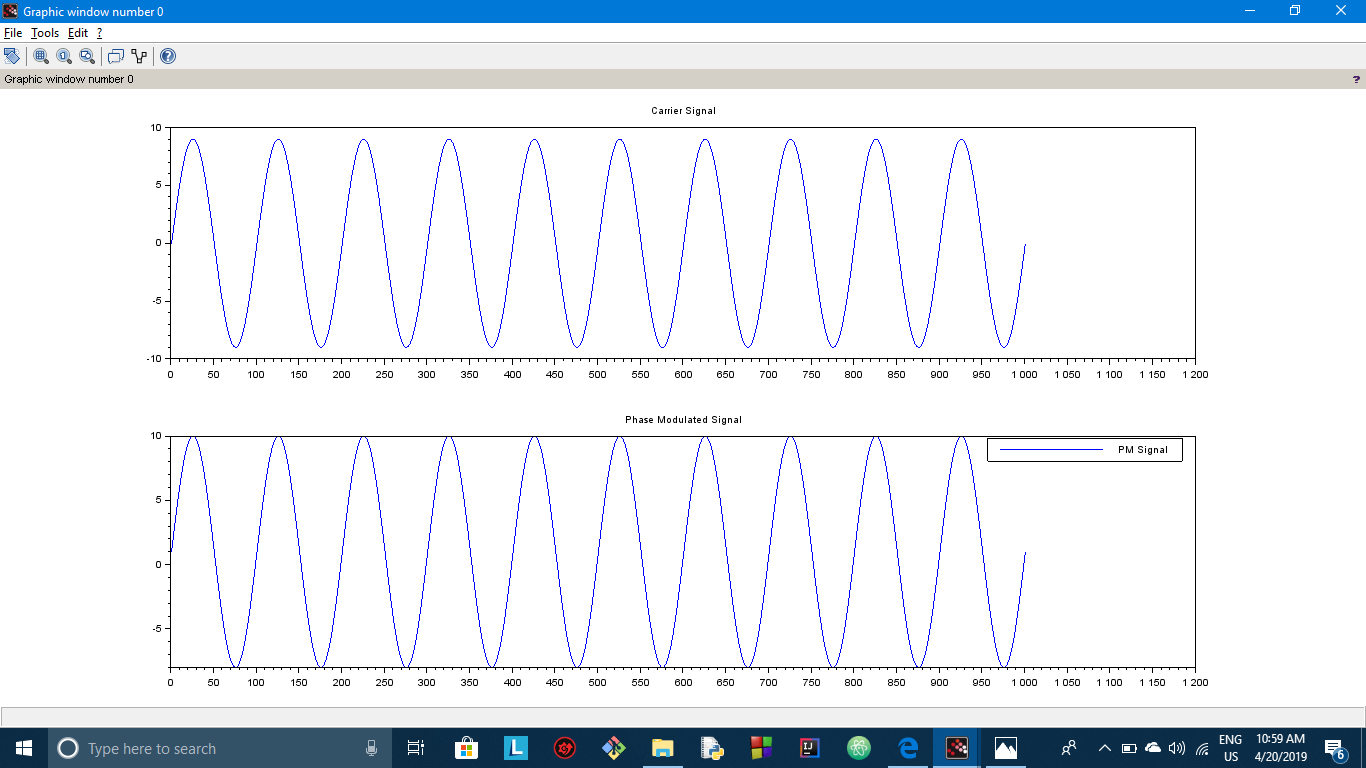 Graphic window number 0
File Tools Edit ?
Graphic window number 0 ?
Carrier Signal
10
5
0
-5
-10
0 50 100 150 200 250 300 350 400 450 500 550 600 650 700 750 800 850 900 950 1 000 1 050 1 100 1 150 1 200
Phase Modulated Signal
10
PM Signal
5
0
-5
0 50 100 150 200 250 300 350 400 450 500 550 600 650 700 750 800 850 900 950 1 000 1 050 1 100 1 150 1 200
Type here to search
L
IJ
ENG
US
10:59 AM
4/20/2019
6